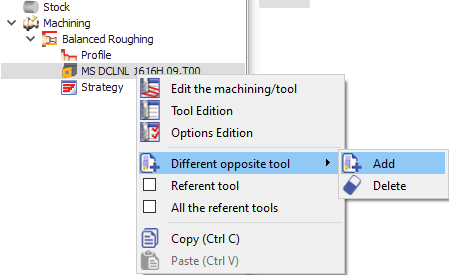 Stock
Machining
Balanced Roughing
Profile
MS DCLNL 1616H 09.T00
Strategy
Edit the machining/tool
Tool Edition
Options Edition
Different opposite tool
Add
Delete
Referent tool
All the referent tools
Copy (Ctrl C)
Paste (Ctrl V)